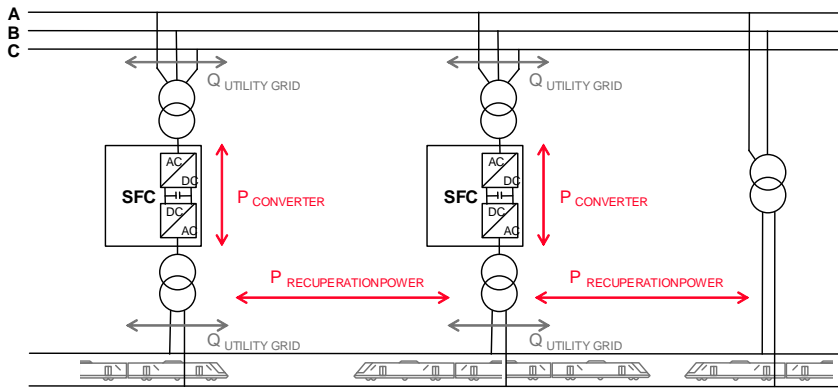 A
B
C
Q UTILITY GRID
Q UTILITY GRID
AC
DC
SFC
DC
AC
P CONVERTER
AC
DC
SFC
DC
AC
P CONVERTER
P RECUPERATIONPOWER
P RECUPERATIONPOWER
Q UTILITY GRID
Q UTILITY GRID